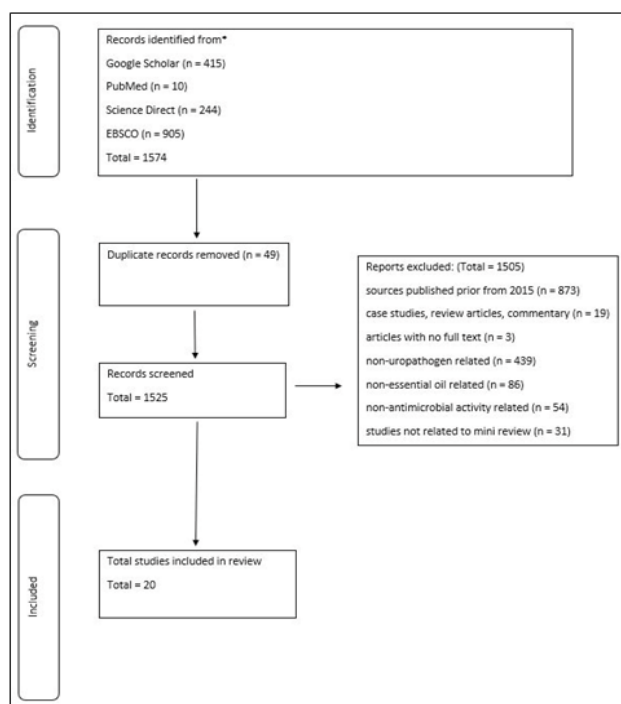 Identification
Records identified from*
Google Scholar (n = 415)
PubMed (n = 10)
Science Direct (n = 244)
EBSCO (n = 905)
Total = 1574
Screening
Duplicate records removed (n = 49)
Records screened
Total = 1525
Reports excluded: (Total = 1505)
sources published prior from 2015 (n = 873)
case studies, review articles, commentary (n = 19)
articles with no full text (n = 3)
non-uropathogen related (n = 439)
non-essential oil related (n = 86)
non-antimicrobial activity related (n = 54)
studies not related to mini review (n = 31)
Included
Total studies included in review
Total = 20